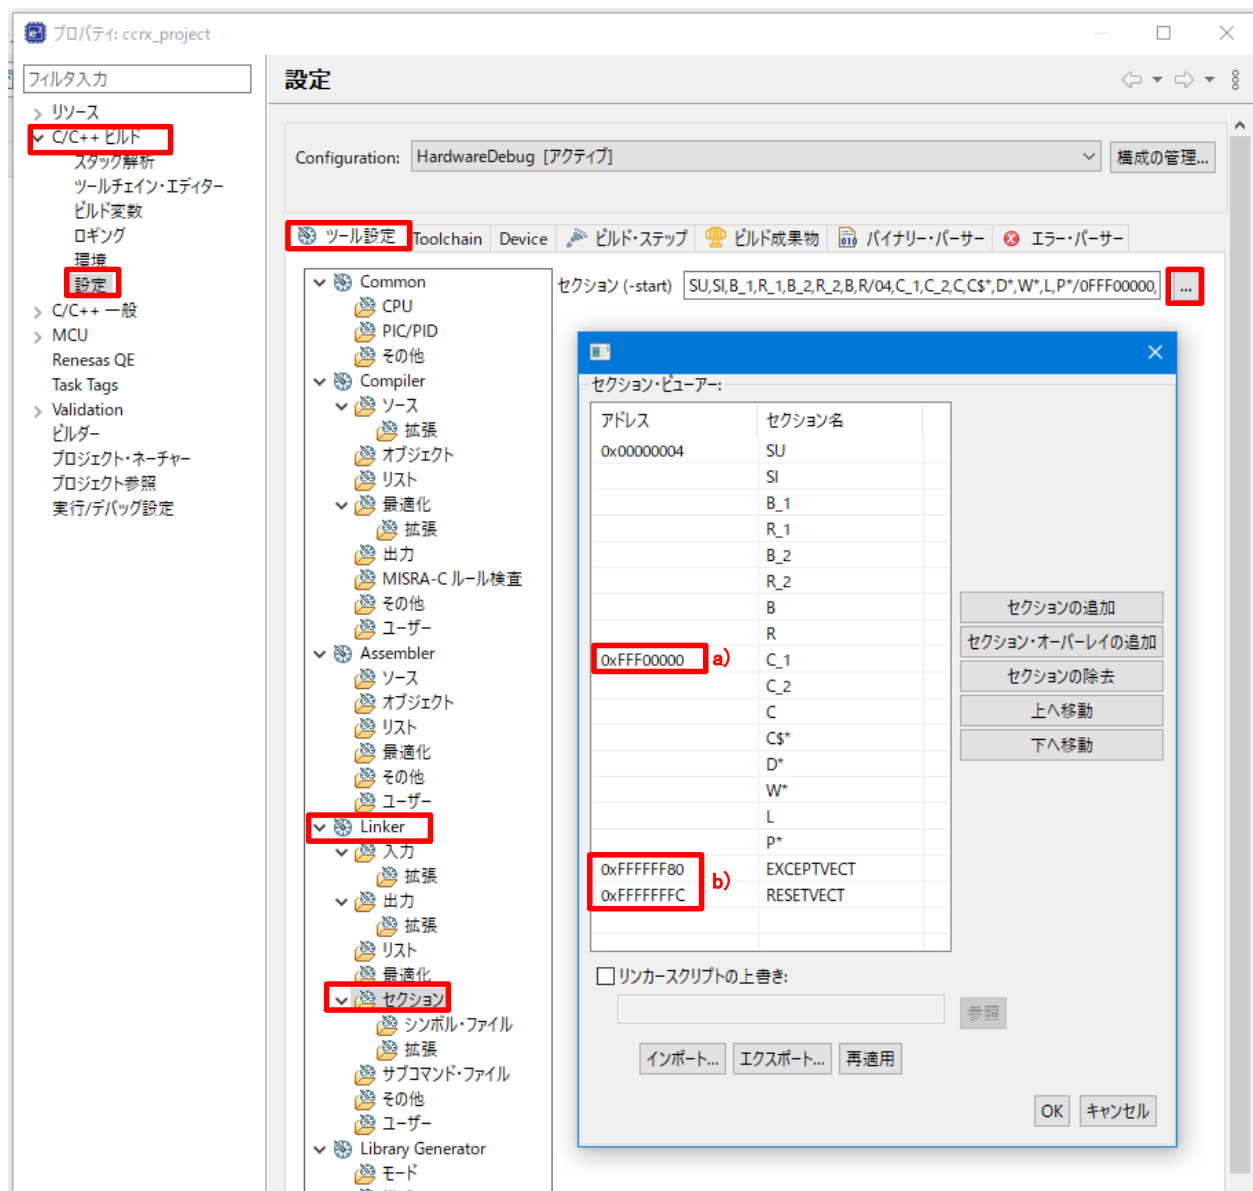 プロパティ: ccrx_project
フィルタ入力
リソース
C/C++ ビルド
スタック解析
ツールチェイン・エディター
ビルド変数
ロギング
環境
設定
C/C++ 一般
MCU
Renesas QE
Task Tags
Validation
ビルダー
プロジェクト・ネーチャー
プロジェクト参照
実行/デバッグ設定
設定
Configuration: HardwareDebug [アクティブ] 構成の管理...
ツール設定 Toolchain Device ビルド・ステップ ビルド成果物 バイナリー・パーサー エラー・パーサー
Common
CPU
PIC/PID
その他
Compiler
ソース
拡張
オブジェクト
リスト
最適化
拡張
出力
MISRA-C ルール検査
その他
ユーザー
Assembler
ソース
オブジェクト
リスト
最適化
その他
ユーザー
Linker
入力
拡張
出力
拡張
リスト
最適化
セクション
シンボル・ファイル
拡張
サブコマンド・ファイル
その他
ユーザー
Library Generator
モード
セクション (-start) SU,SI,B_1,R_1,B_2,R_2,B,R/04,C_1,C_2,C,C$*,D*,W*,L,P*/0FFF00000, ...
セクション・ビューアー:
アドレス セクション名
0x00000004 SU
SI
B_1
R_1
B_2
R_2
B
R
0xFFF00000 a) C_1
C_2
C
C$*
D*
W*
L
P*
0xFFFFFF80 b) EXCEPTVECT
0xFFFFFFFC RESETVECT
セクションの追加
セクション・オーバーレイの追加
セクションの除去
上へ移動
下へ移動
リンカースクリプトの上書き:
参照
インポート... エクスポート... 再適用
OK キャンセル